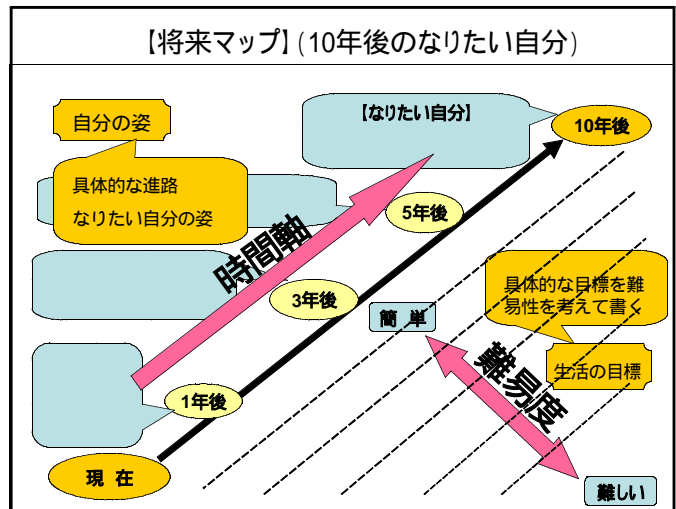 【将来マップ】(10年後のなりたい自分)
自分の姿
具体的な進路
なりたい自分の姿
【なりたい自分】
10年後
5年後
時間軸
3年後
1年後
現 在
簡 単
具体的な目標を難
易性を考えて書く
生活の目標
難易度
難しい